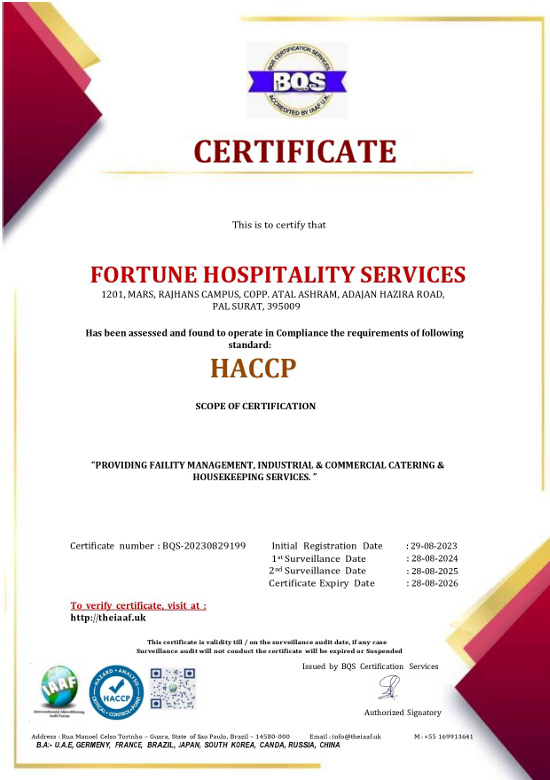 BQS CERTIFICATION SERVICES
BQS
ACCREDITED BY IAAF U.K
CERTIFICATE
This is to certify that
FORTUNE HOSPITALITY SERVICES
1201, MARS, RAJHANS CAMPUS, COPP. ATAL ASHRAM, ADAJAN HAZIRA ROAD,
PAL SURAT, 395009
Has been assessed and found to operate in Compliance the requirements of following
standard:
HACCP
SCOPE OF CERTIFICATION
“PROVIDING FAILITY MANAGEMENT, INDUSTRIAL & COMMERCIAL CATERING &
HOUSEKEEPING SERVICES. ”
Certificate number : BQS-20230829199
Initial Registration Date : 29-08-2023
1st Surveillance Date : 28-08-2024
2nd Surveillance Date : 28-08-2025
Certificate Expiry Date : 28-08-2026
To verify certificate, visit at :
http://theiaaf.uk
This certificate is validity till / on the surveillance audit date, if any case
Surveillance audit will not conduct the certificate will be expired or Suspended
Issued by BQS Certification Services
IAAF
HAZARD • ANALYSIS
HACCP
CRITICAL • CONTROL • POINT
Authorized Signatory
Address : Rua Manoel Celso Torinho – Guara, State of Sao Paulo, Brazil – 14580-000 Email : info@theiaaf.uk M : +55 169913641
B.A:- U.A.E, GERMENY, FRANCE, BRAZIL, JAPAN, SOUTH KOREA, CANDA, RUSSIA, CHINA